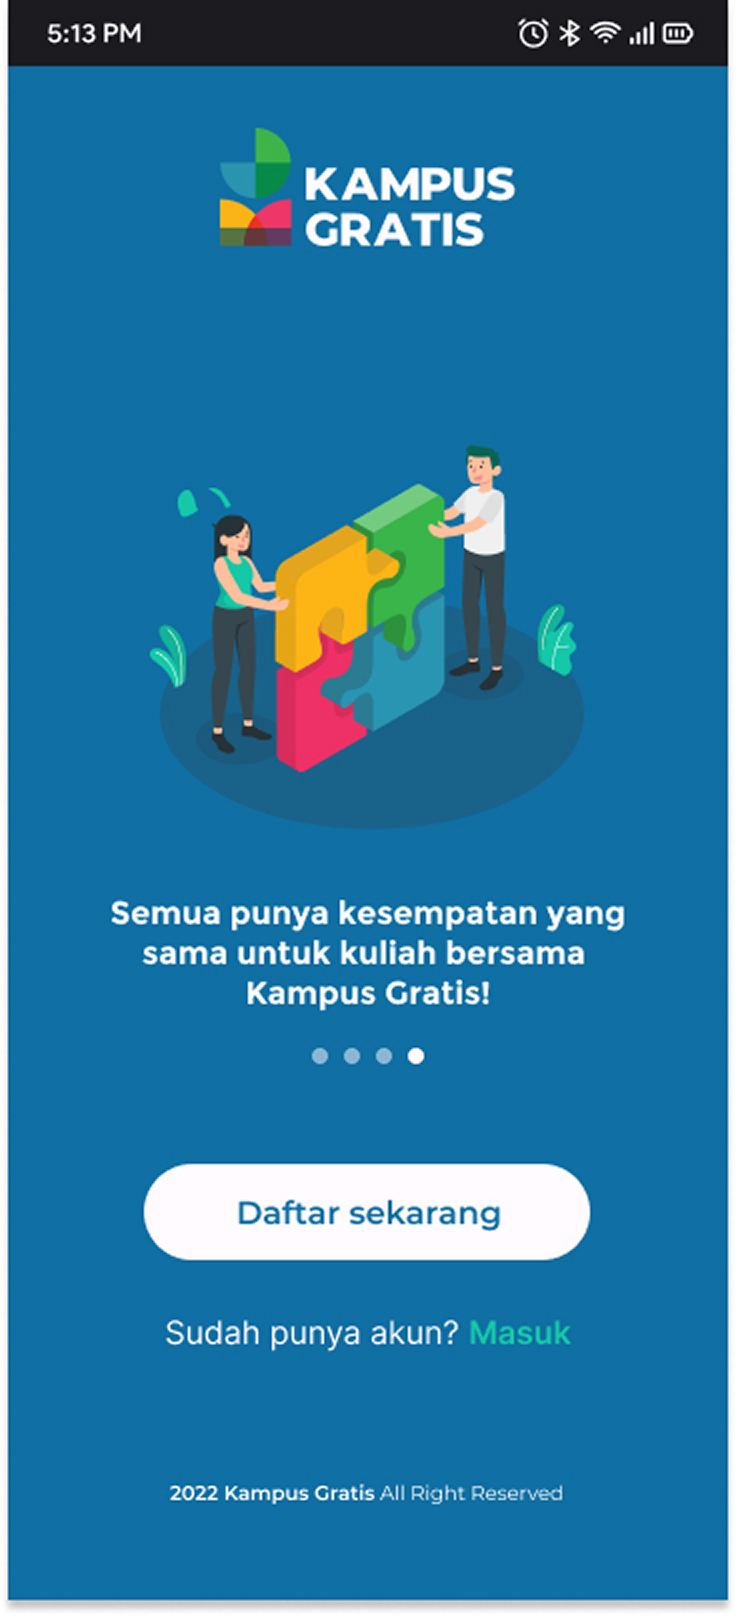 5:13 PM
KAMPUS
GRATIS
Semua punya kesempatan yang
sama untuk kuliah bersama
Kampus Gratis!
Daftar sekarang
Sudah punya akun? Masuk
2022 Kampus Gratis All Right Reserved